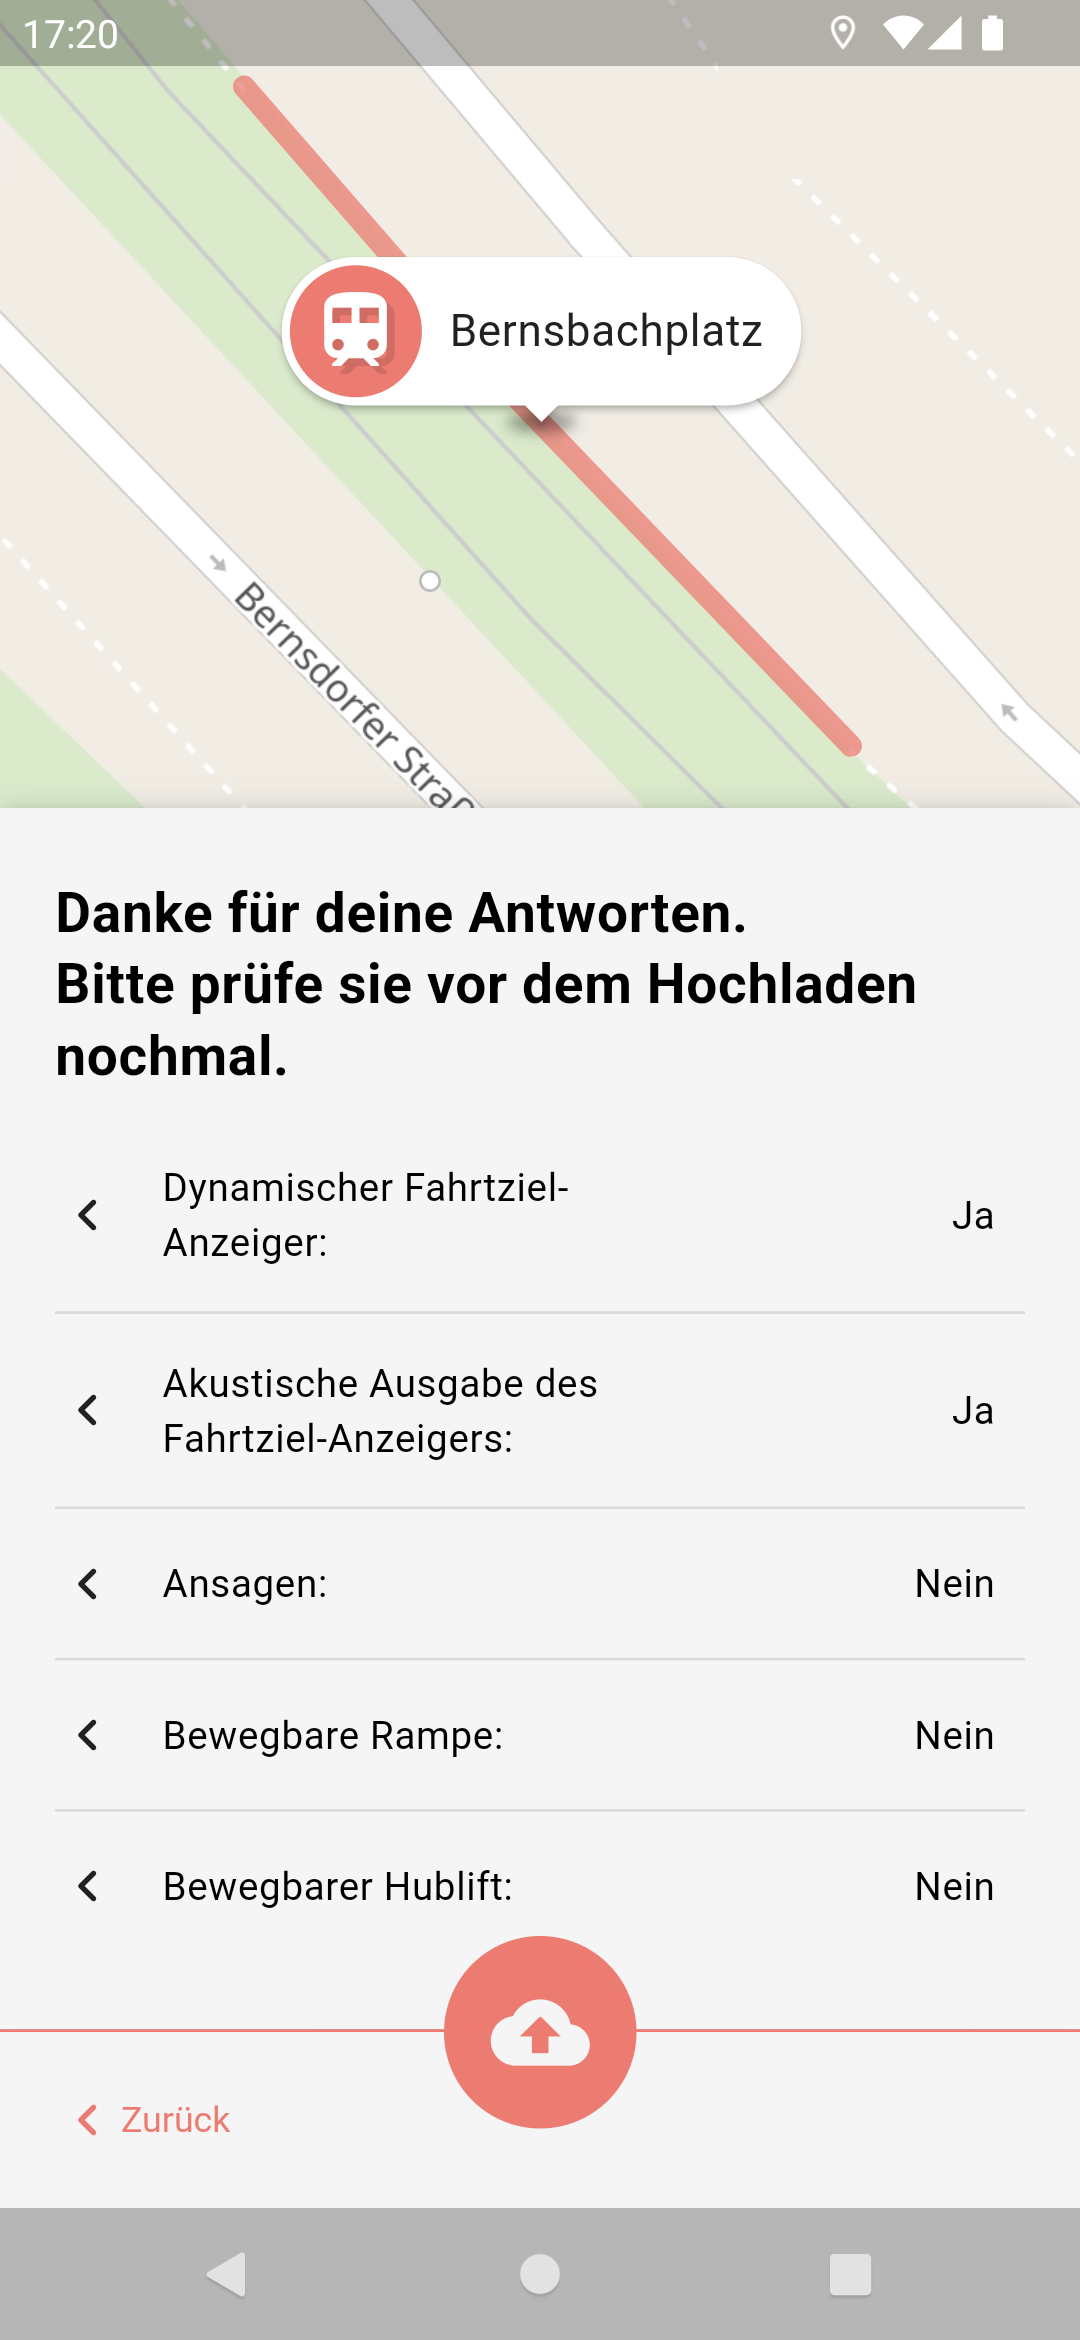 17:20
Bernsbachplatz
Bernsdorfer Straß
Danke für deine Antworten.
Bitte prüfe sie vor dem Hochladen
nochmal.
Dynamischer Fahrtziel-
Anzeiger:
Ja
Akustische Ausgabe des
Fahrtziel-Anzeigers:
Ja
Ansagen:
Nein
Bewegbare Rampe:
Nein
Bewegbarer Hublift:
Nein
Zurück